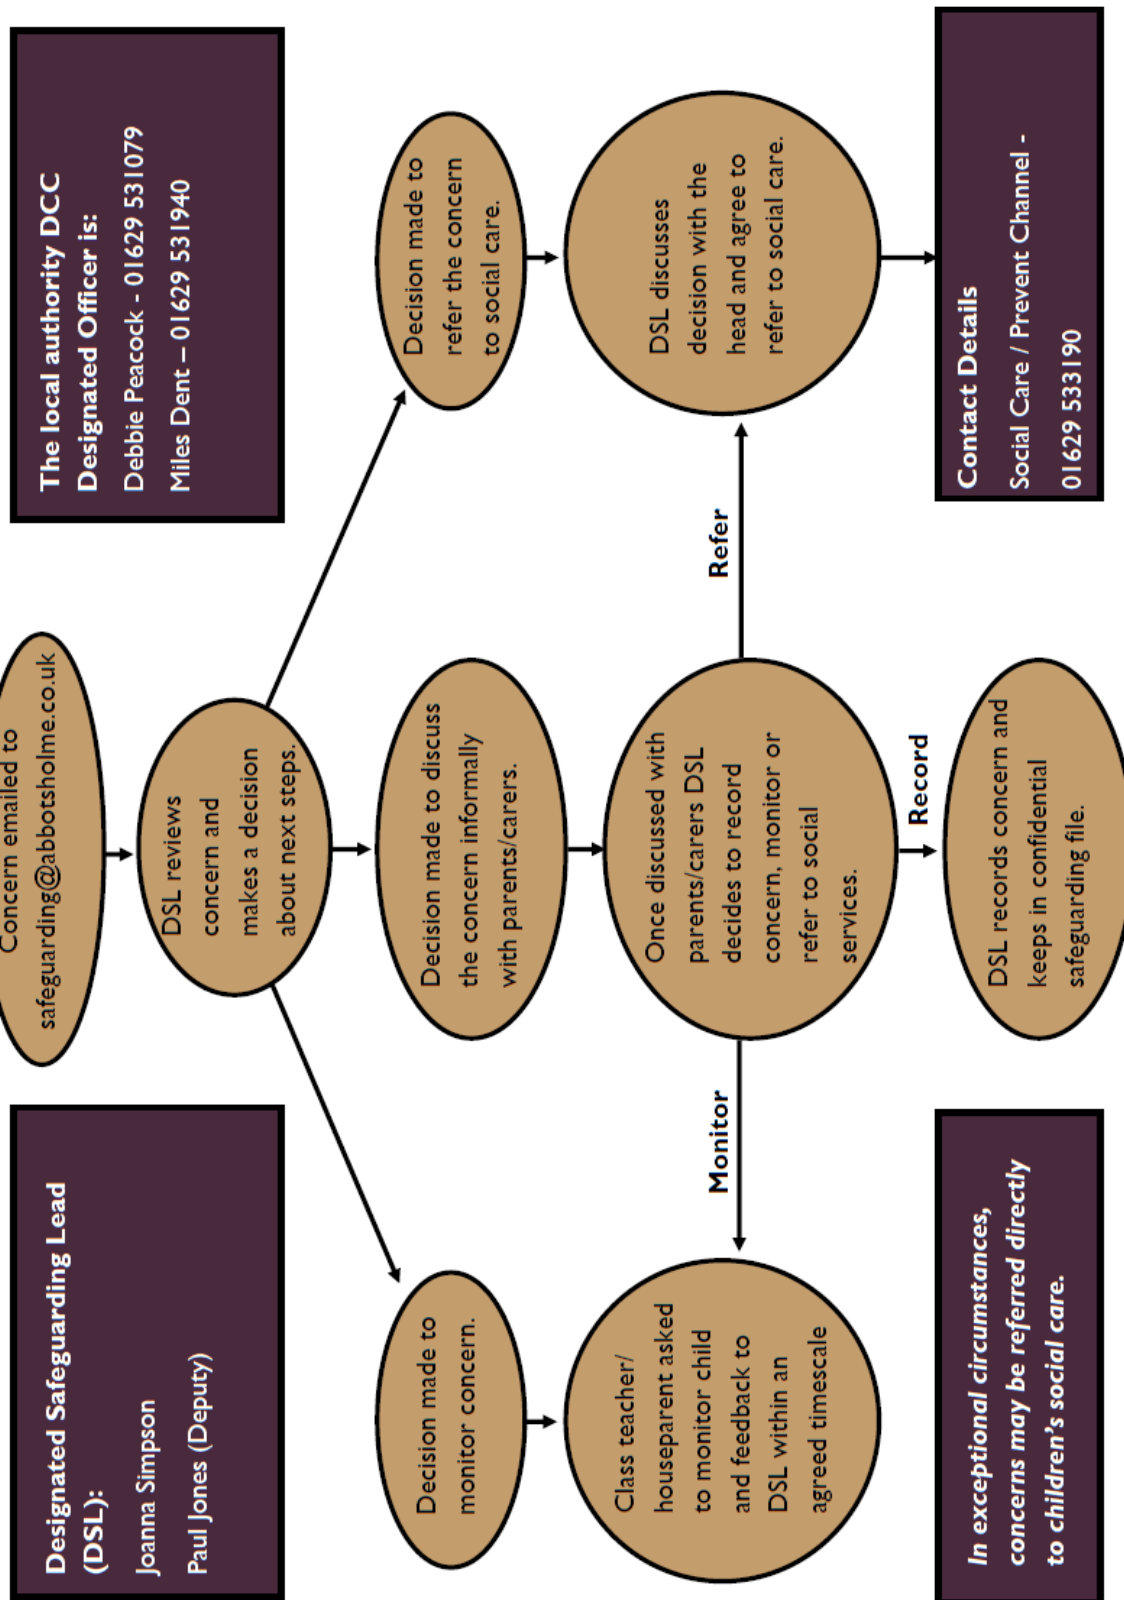 Concern emailed to
safeguarding@abbotsholme.co.uk
Designated Safeguarding Lead
(DSL):
Joanna Simpson
Paul Jones (Deputy)
The local authority DCC
Designated Officer is:
Debbie Peacock - 01629 531079
Miles Dent – 01629 531940
DSL reviews
concern and
makes a decision
about next steps.
Decision made to
monitor concern.
Decision made to discuss
the concern informally
with parents/carers.
Decision made to
refer the concern
to social care.
Class teacher/
houseparent asked
to monitor child
and feedback to
DSL within an
agreed timescale
Monitor
Once discussed with
parents/carers DSL
decides to record
concern, monitor or
refer to social
services.
Refer
DSL discusses
decision with the
head and agree to
refer to social care.
Record
In exceptional circumstances,
concerns may be referred directly
to children's social care.
DSL records concern and
keeps in confidential
safeguarding file.
Contact Details
Social Care / Prevent Channel -
01629 533190